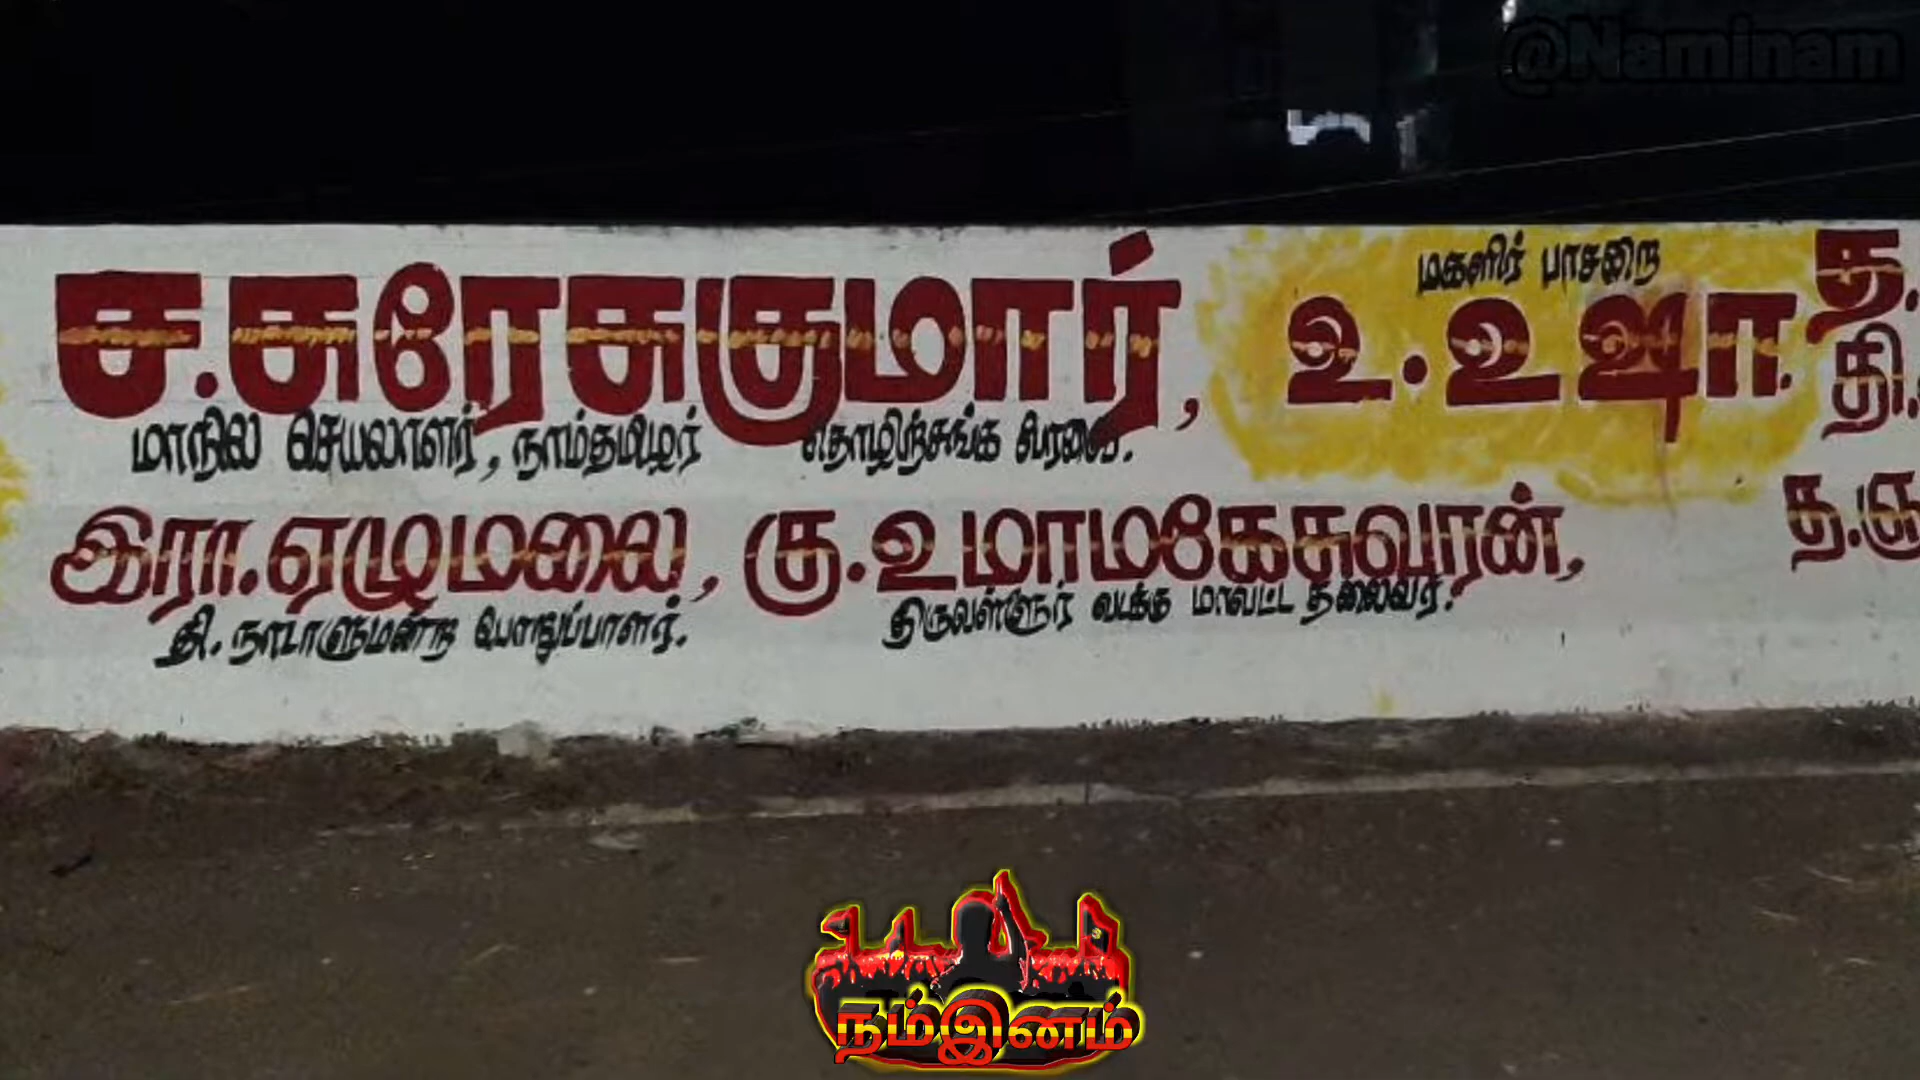 @Naminam
மகளிர் பாசறை
ச.சுரேசுகுமார், உ.உஷா த.
மாநில செயலாளர், நாம்தமிழர் தொழிற்சங்க பேரவை. தி.
இரா.ஏழுமலை, கு.உமாமகேசுவரன், த.ஞ
தி. நாடாளுமன்ற பொறுப்பாளர். திருவள்ளூர் வடக்கு மாவட்ட தலைவர்.
நம்இனம்